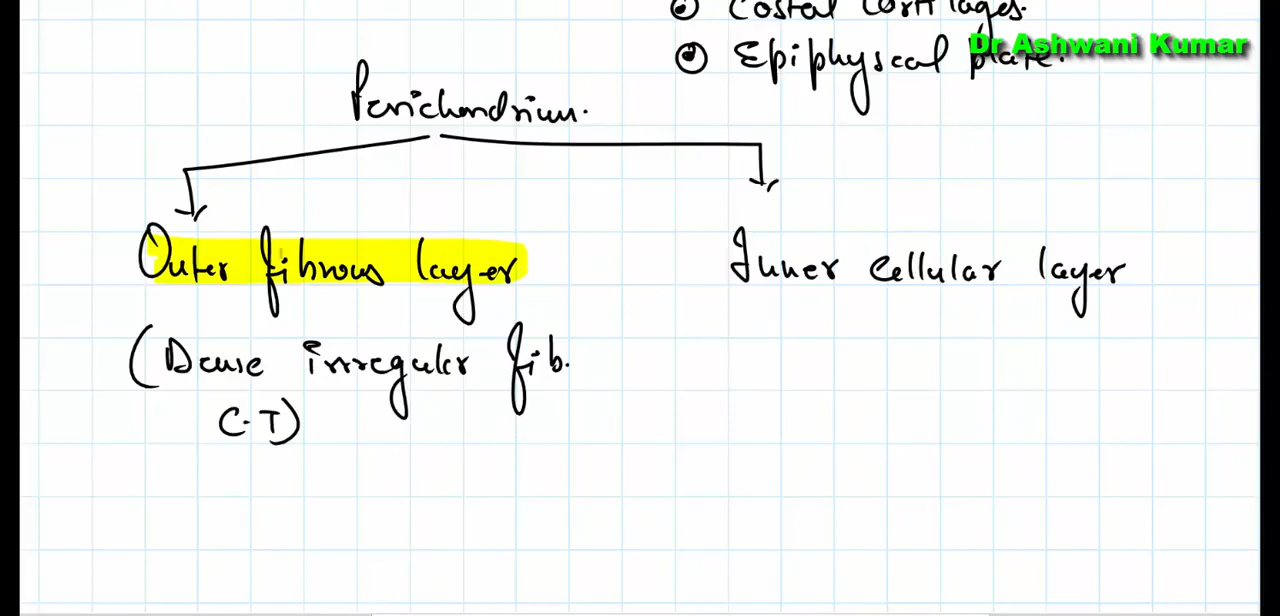 Costal cartilages.
Epiphyseal plate.
Dr Ashwani Kumar
Perichondrium.
Outer fibrous layer
Inner cellular layer
(Dense irregular fib.
C.T)